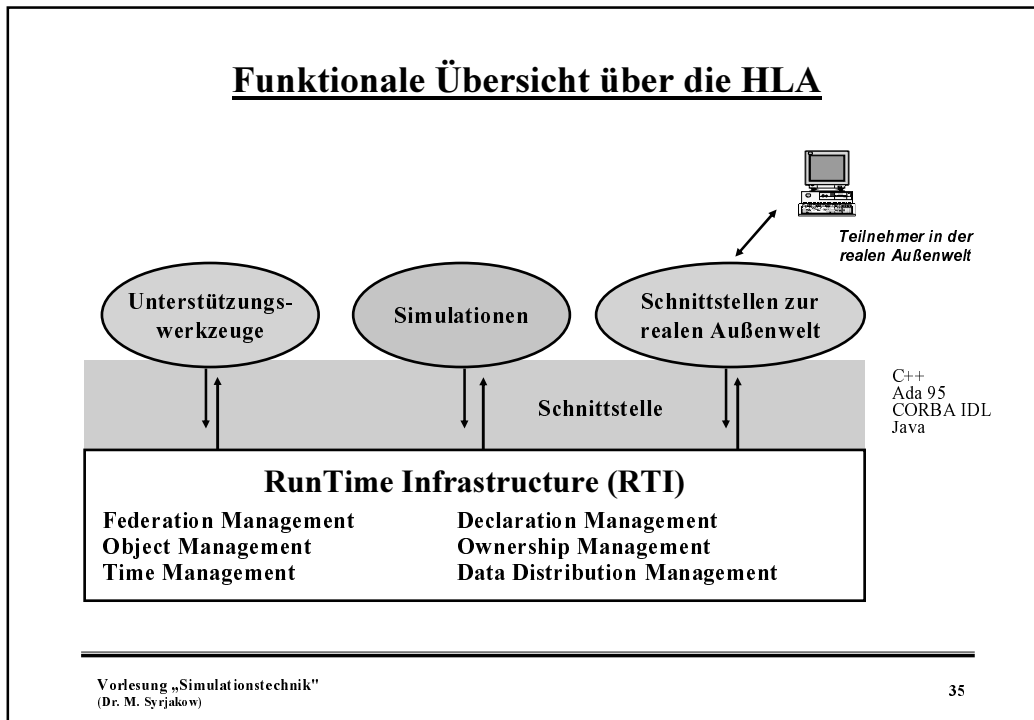 Funktionale Übersicht über die HLA
Teilnehmer in der
realen Außenwelt
Unterstützungs-
werkzeuge
Simulationen
Schnittstellen zur
realen Außenwelt
Schnittstelle
C++
Ada 95
CORBA IDL
Java
RunTime Infrastructure (RTI)
Federation Management
Object Management
Time Management
Declaration Management
Ownership Management
Data Distribution Management
Vorlesung „Simulationstechnik"
(Dr. M. Syrjakow)
35